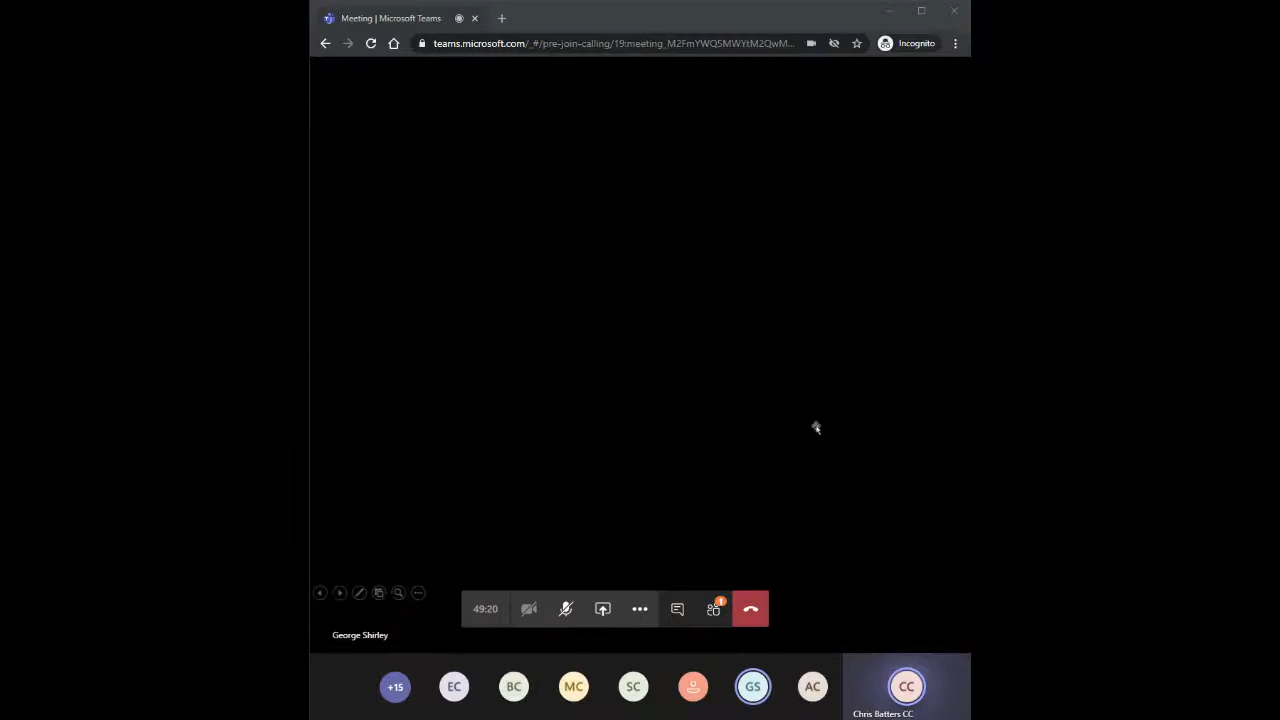 Meeting | Microsoft Teams
teams.microsoft.com/_#/pre-join-calling/19:meeting_M2FmYWQ5MWYtM2QwM...
Incognito
49:20
1
George Shirley
+15
EC
BC
MC
SC
GS
AC
CC
Chris Batters CC